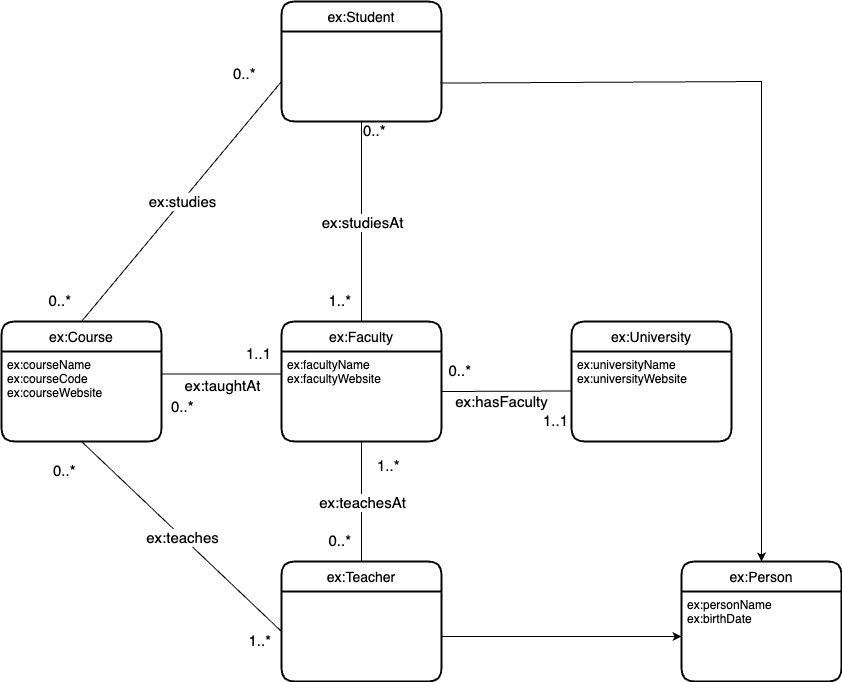 ex:Student
0..*
0..*
ex:studies
ex:studiesAt
0..*
1..*
ex:Course
ex:courseName
ex:courseCode
ex:courseWebsite
1..1
ex:taughtAt
0..*
ex:Faculty
ex:facultyName
ex:facultyWebsite
0..*
ex:hasFaculty
1..1
ex:University
ex:universityName
ex:universityWebsite
0..*
1..*
ex:teachesAt
0..*
ex:teaches
1..*
ex:Teacher
ex:Person
ex:personName
ex:birthDate